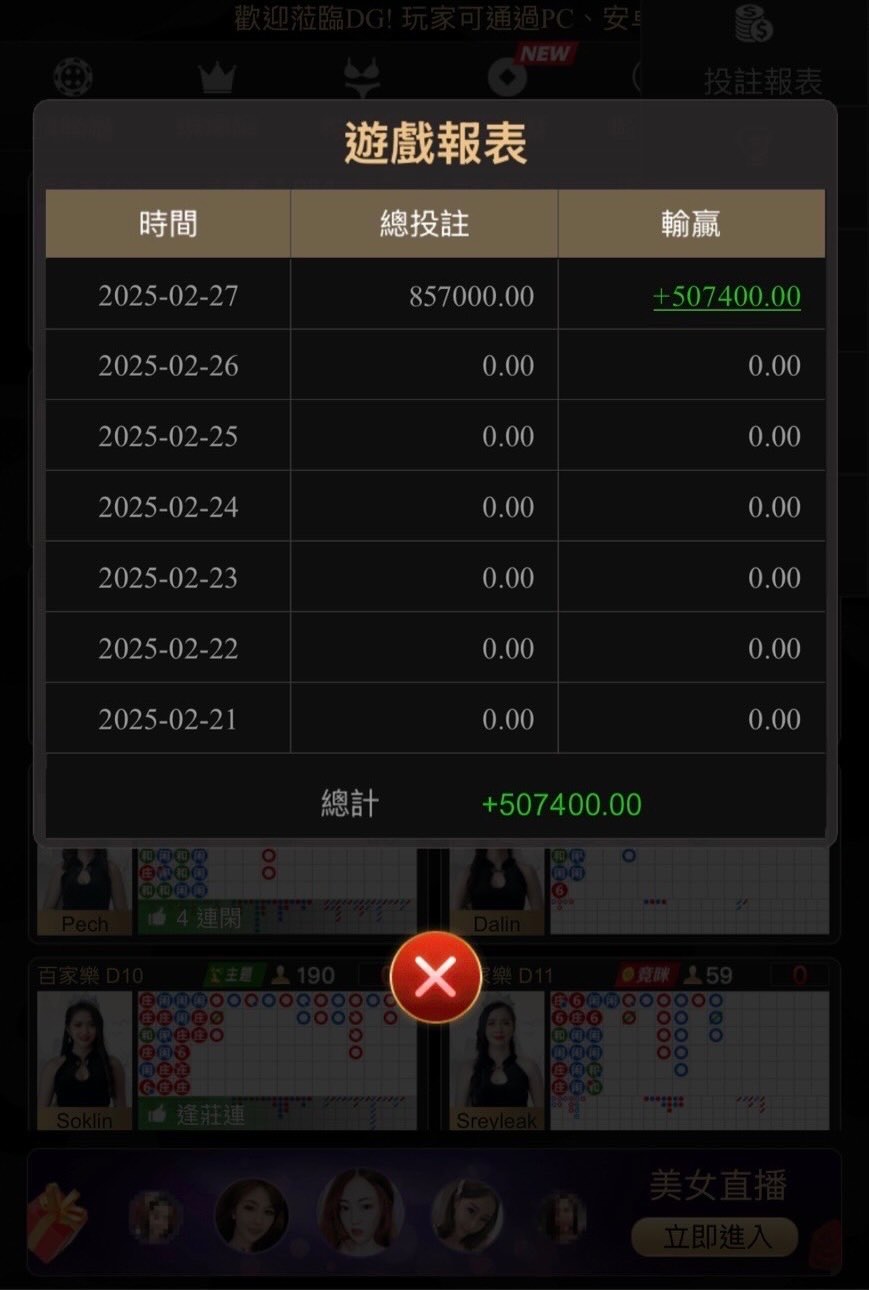 歡迎蒞臨DG! 玩家可通過PC、安卓
NEW
投註報表
遊戲報表
時間 總投註 輸贏
2025-02-27 857000.00 +507400.00
2025-02-26 0.00 0.00
2025-02-25 0.00 0.00
2025-02-24 0.00 0.00
2025-02-23 0.00 0.00
2025-02-22 0.00 0.00
2025-02-21 0.00 0.00
總計 +507400.00
Pech 4 連閑 Dalin
百家樂 D10 主題 190 家樂 D11 競咪 59 0
Soklin 逢莊連 Sreyleak
美女直播
立即進入